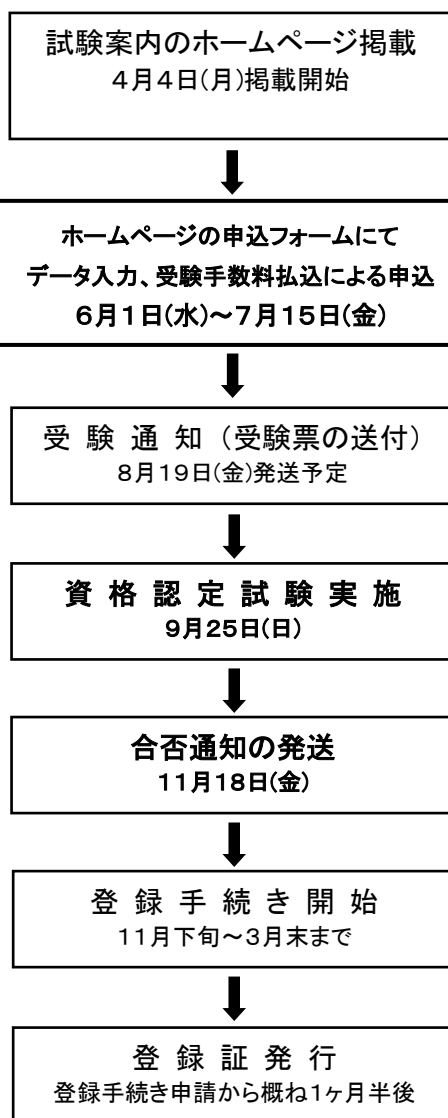 試験案内のホームページ掲載
4月4日(月)掲載開始
ホームページの申込フォームにて
データ入力、受験手数料払込による申込
6月1日(水)～7月15日(金)
受験通知（受験票の送付）
8月19日(金)発送予定
資格認定試験実施
9月25日(日)
合否通知の発送
11月18日(金)
登録手続き開始
11月下旬～3月末まで
登録証発行
登録手続き申請から概ね1ヶ月半後